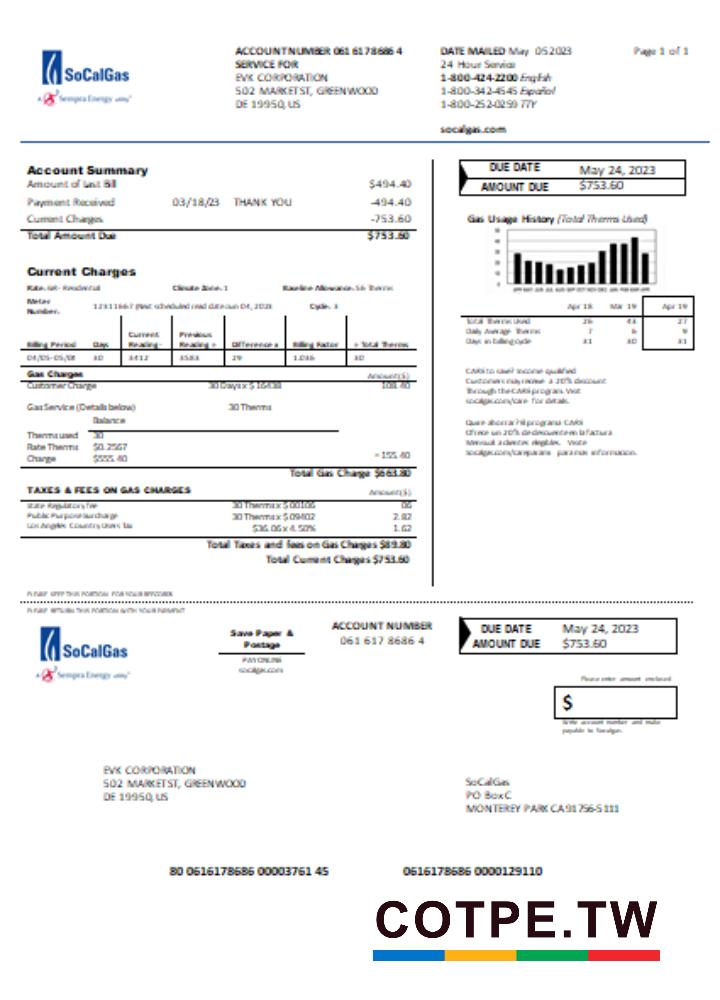 SoCalGas
A Sempra Energy utility
ACCOUNT NUMBER 061 617 8686 4
SERVICE FOR
EVK CORPORATION
502 MARKET ST, GREENWOOD
DE 19950, US
DATE MAILED May 05 2023
24 Hour Service
1-800-424-2200 English
1-800-342-4545 Español
1-800-252-0259 TTY
socalgas.com
Page 1 of 1
Account Summary
Amount of Last Bill $494.40
Payment Received 03/18/23 THANK YOU -494.40
Current Charges -753.60
Total Amount Due $753.60
DUE DATE May 24, 2023
AMOUNT DUE $753.60
Gas Usage History (Total Therms Used)
Apr 18 Mar 19 Apr 19
Total Therms Used 26 43 27
Daily Average Therms 7 6 9
Days in billing cycle 31 30 31
CARE to save? Income qualified
Customers may receive a 20% discount
Through the CARE program. Visit
socalgas.com/care for details.
Quire ahorrar? El programa CARE
Ofrece un 20% de descuento en la factura
Mensual a clientes elegibles. Visite
socalgas.com/careparans para mas information.
Current Charges
Rate: GR- Residential Climate Zone: 1 Baseline Allowance: 56 Therms
Meter Number: 12311667 (Next scheduled read date Jun 04, 2023 Cycle: 3
Billing Period Days Current Reading - Previous Reading = Difference x Billing Factor = Total Therms
04/05-05/04 30 3412 3583 29 1.036 30
Gas Charges Amount($)
Customer Charge 30 Days x $ 16438 108.40
Gas Service (Details below) 30 Therms
Balance
Therms used 30
Rate Therms $0.2567
Charge $555.40 =155.40
Total Gas Charge $663.80
TAXES & FEES ON GAS CHARGES Amount($)
State Regulatory fee 30 Therms x $ 00106 06
Public Purpose surcharge 30 Therms x $ 09402 2.82
Los Angeles Country Users Tax $36.06 x 4.50% 1.62
Total Taxes and fees on Gas Charges $89.80
Total Current Charges $753.60
PLEASE KEEP THIS PORTION FOR YOUR RECORDS
PLEASE RETURN THIS PORTION WITH YOUR PAYMENT
SoCalGas
A Sempra Energy utility
Save Paper &
Postage
PAY ONLINE
socalgas.com
ACCOUNT NUMBER
061 617 8686 4
DUE DATE May 24, 2023
AMOUNT DUE $753.60
Please enter amount enclosed
$
Write account number and make
payable to Socalgas.
EVK CORPORATION
502 MARKET ST, GREENWOOD
DE 19950, US
SoCalGas
PO Box C
MONTEREY PARK CA 91756-5111
80 0616178686 00003761 45 0616178686 0000129110
COTPE.TW